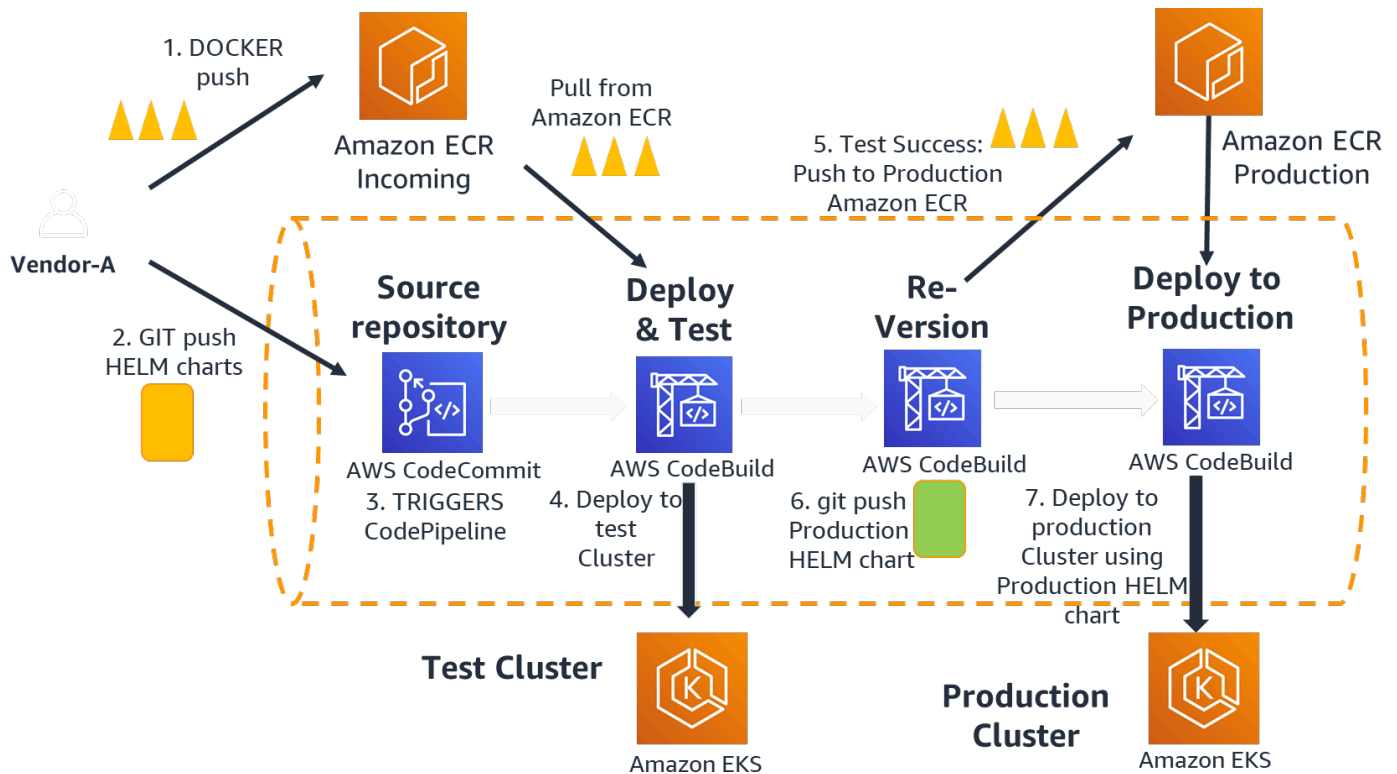 1. DOCKER
push
Amazon ECR
Incoming
Pull from
Amazon ECR
5. Test Success:
Push to Production
Amazon ECR
Amazon ECR
Production
Vendor-A
2. GIT push
HELM charts
Source
repository
</>
AWS CodeCommit
3. TRIGGERS
CodePipeline
Deploy
& Test
</>
AWS CodeBuild
4. Deploy to
test
Cluster
Re-
Version
</>
AWS CodeBuild
6. git push
Production
HELM chart
Deploy to
Production
</>
AWS CodeBuild
7. Deploy to
production
Cluster using
Production HELM
chart
Test Cluster
K
Amazon EKS
Production
Cluster
K
Amazon EKS